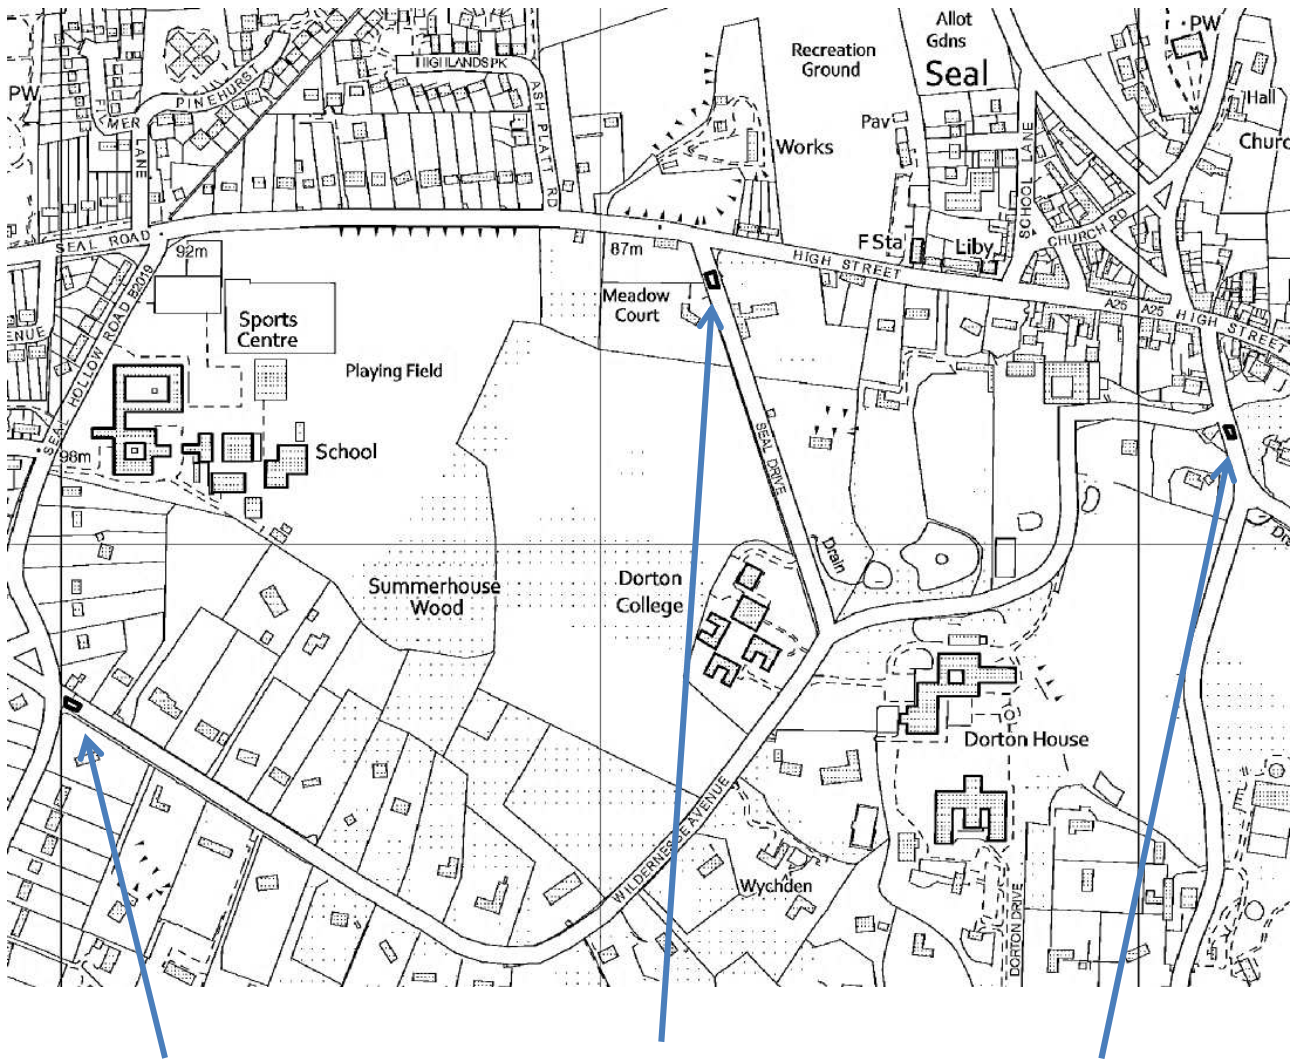 Allot
Gdns
PW
Seal
Recreation
Ground
HIGHLANDS PK
PINEHURST
FILMER
LANE
PW
ASH PLATT RD
Works
Pav
SCHOOL LANE
Hall
Churc
CHURCH RD
SEAL ROAD
92m
87m
F Sta
Liby
HIGH STREET
A25
A25
HIGH STREET
Meadow
Court
SEAL HOLLOW ROAD B2019
ENUE
Sports
Centre
Playing Field
School
98m
SEAL DRIVE
Drain
Dra
Summerhouse
Wood
Dorton
College
Dorton House
WILDERNESSE AVENUE
Wychden
DORTON DRIVE